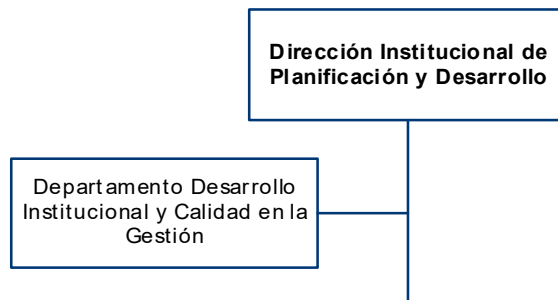 Dirección Institucional de
Planificación y Desarrollo
Departamento Desarrollo
Institucional y Calidad en la
Gestión